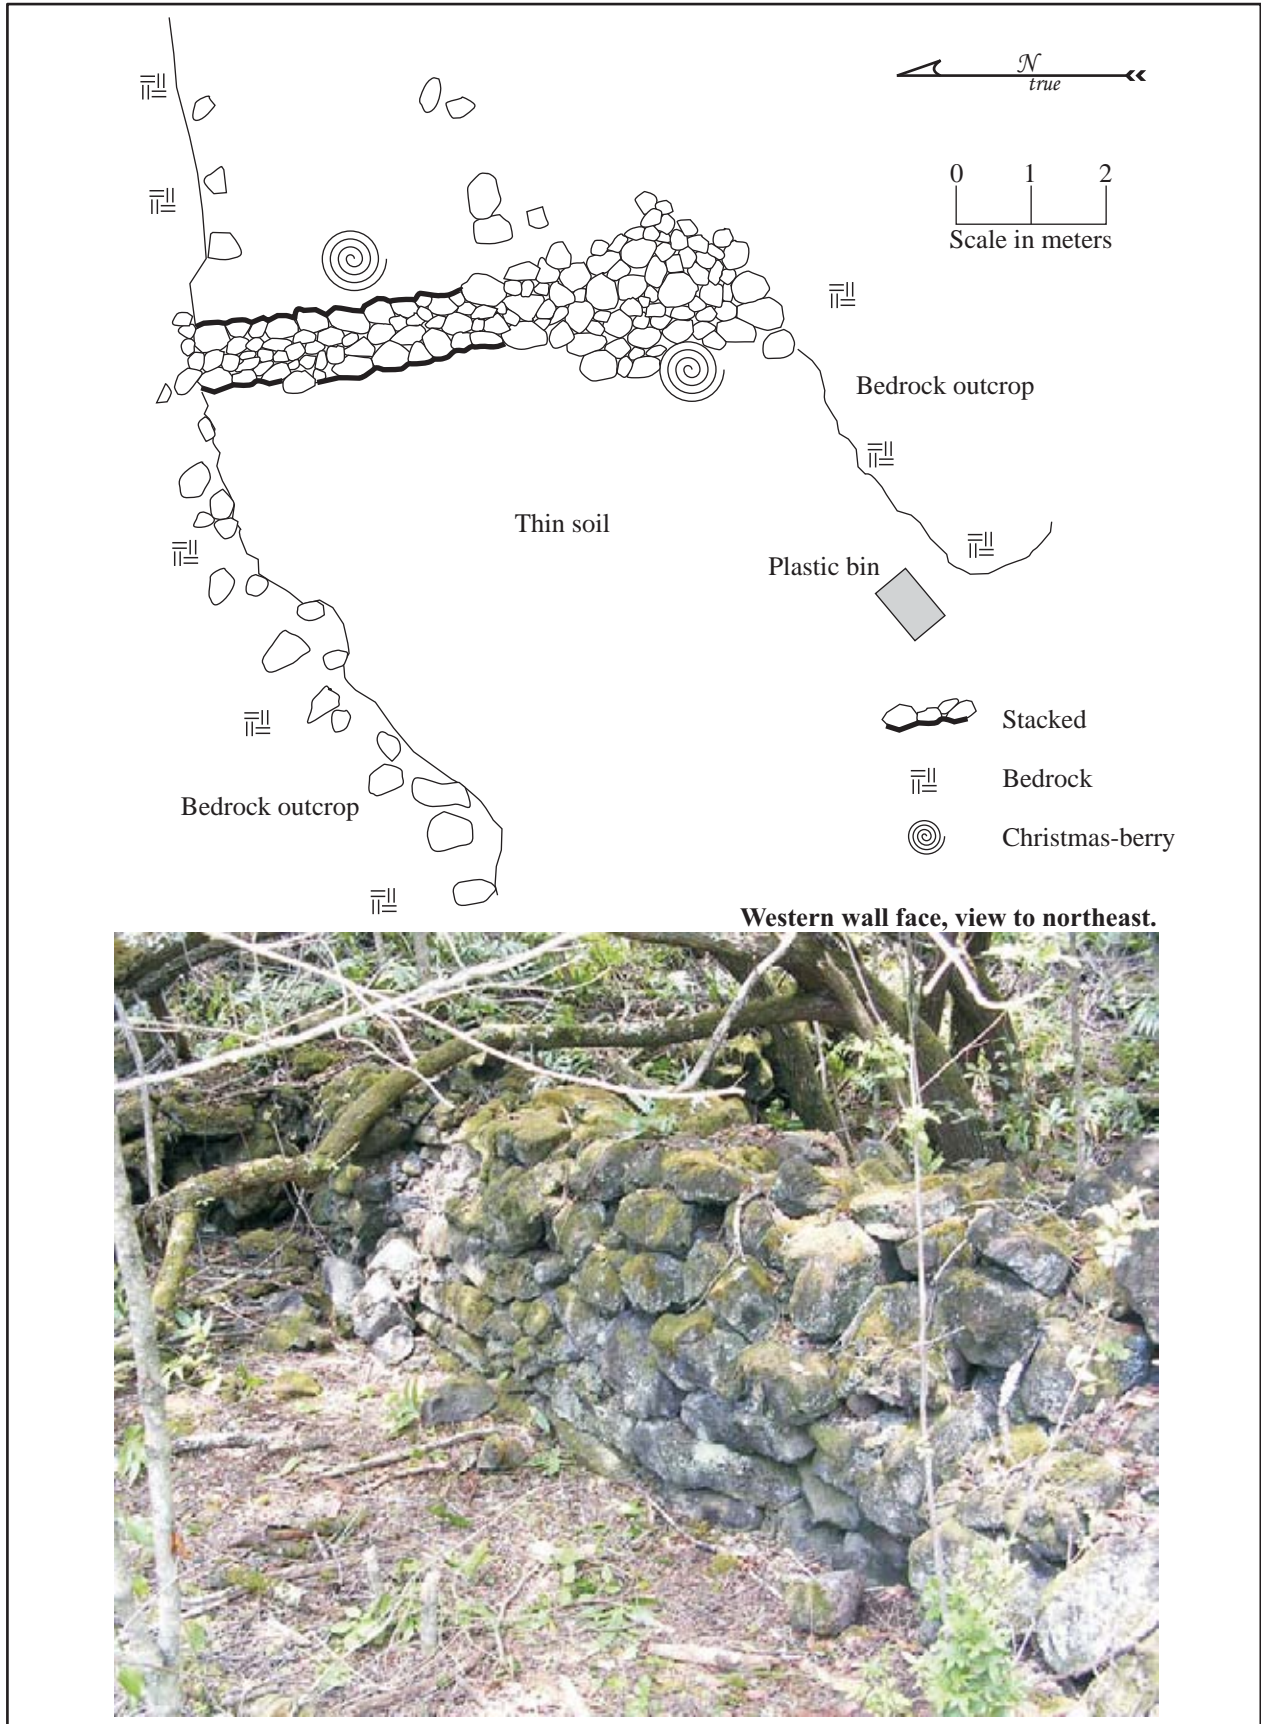 N
true
0 1 2
Scale in meters
Bedrock outcrop
Thin soil
Plastic bin
Stacked
Bedrock
Bedrock outcrop
Christmas-berry
Western wall face, view to northeast.